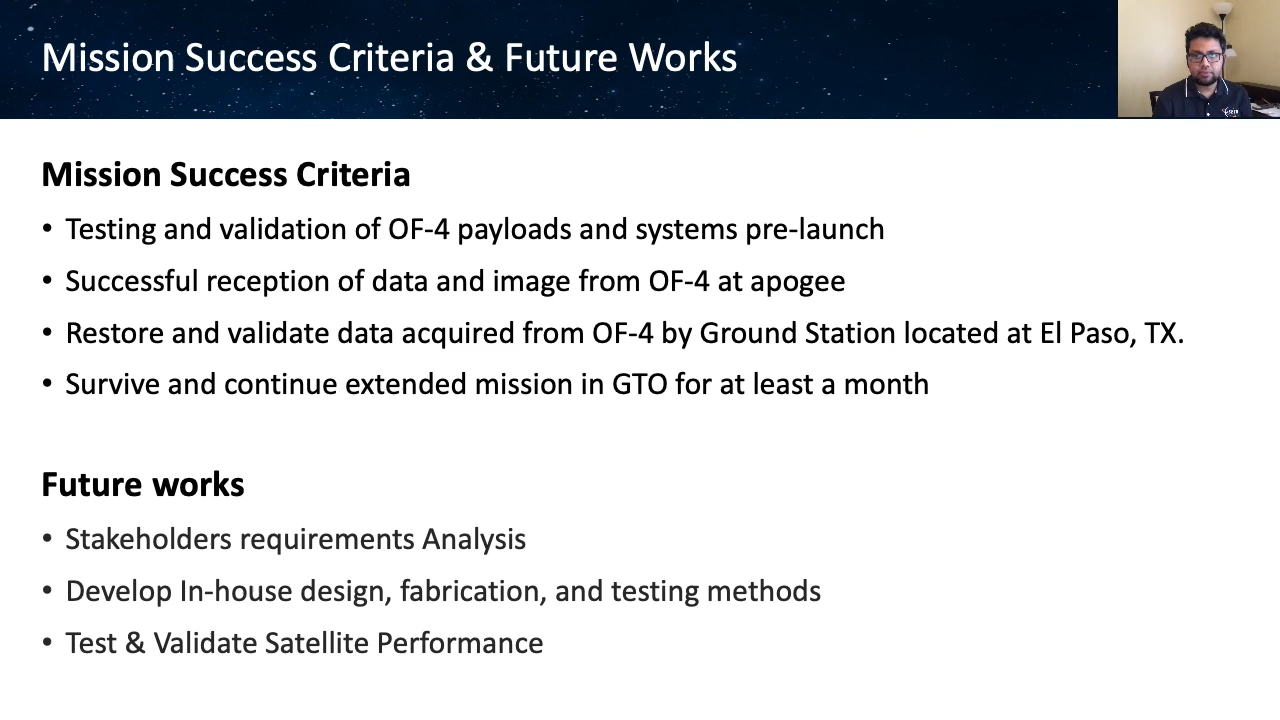 Mission Success Criteria & Future Works
Mission Success Criteria
• Testing and validation of OF-4 payloads and systems pre-launch
• Successful reception of data and image from OF-4 at apogee
• Restore and validate data acquired from OF-4 by Ground Station located at El Paso, TX.
• Survive and continue extended mission in GTO for at least a month
Future works
• Stakeholders requirements Analysis
• Develop In-house design, fabrication, and testing methods
• Test & Validate Satellite Performance